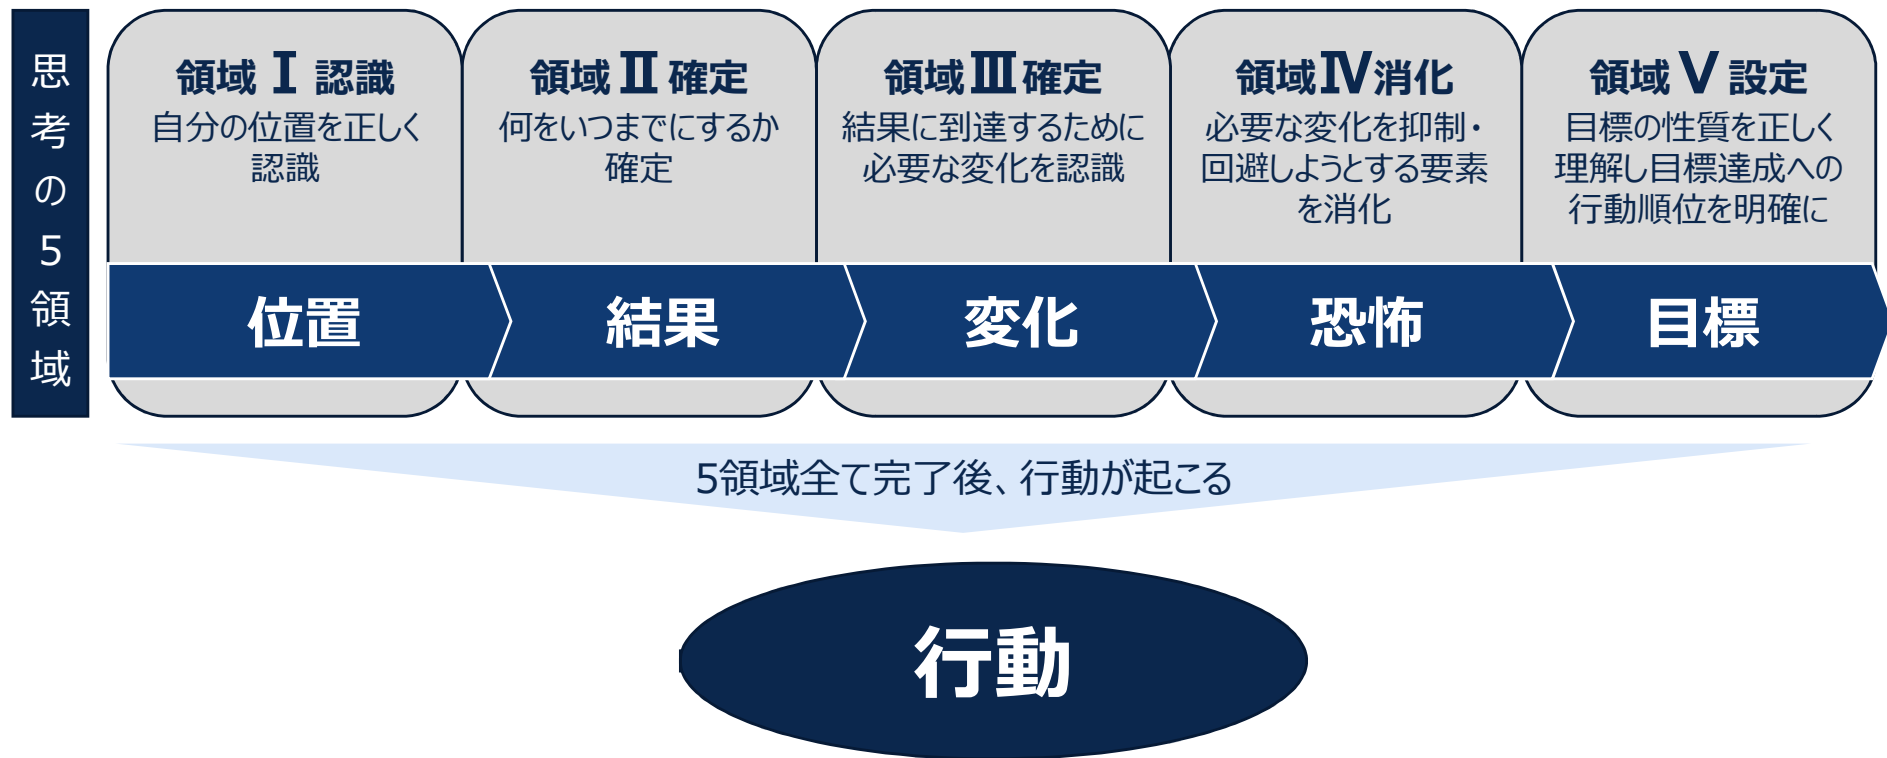 思考の5領域
領域 Ⅰ 認識
自分の位置を正しく
認識
位置
領域 Ⅱ 確定
何をいつまでにするか
確定
結果
領域Ⅲ確定
結果に到達するために
必要な変化を認識
変化
領域Ⅳ消化
必要な変化を抑制・
回避しようとする要素
を消化
恐怖
領域 Ⅴ 設定
目標の性質を正しく
理解し目標達成への
行動順位を明確に
目標
5領域全て完了後、行動が起こる
行動